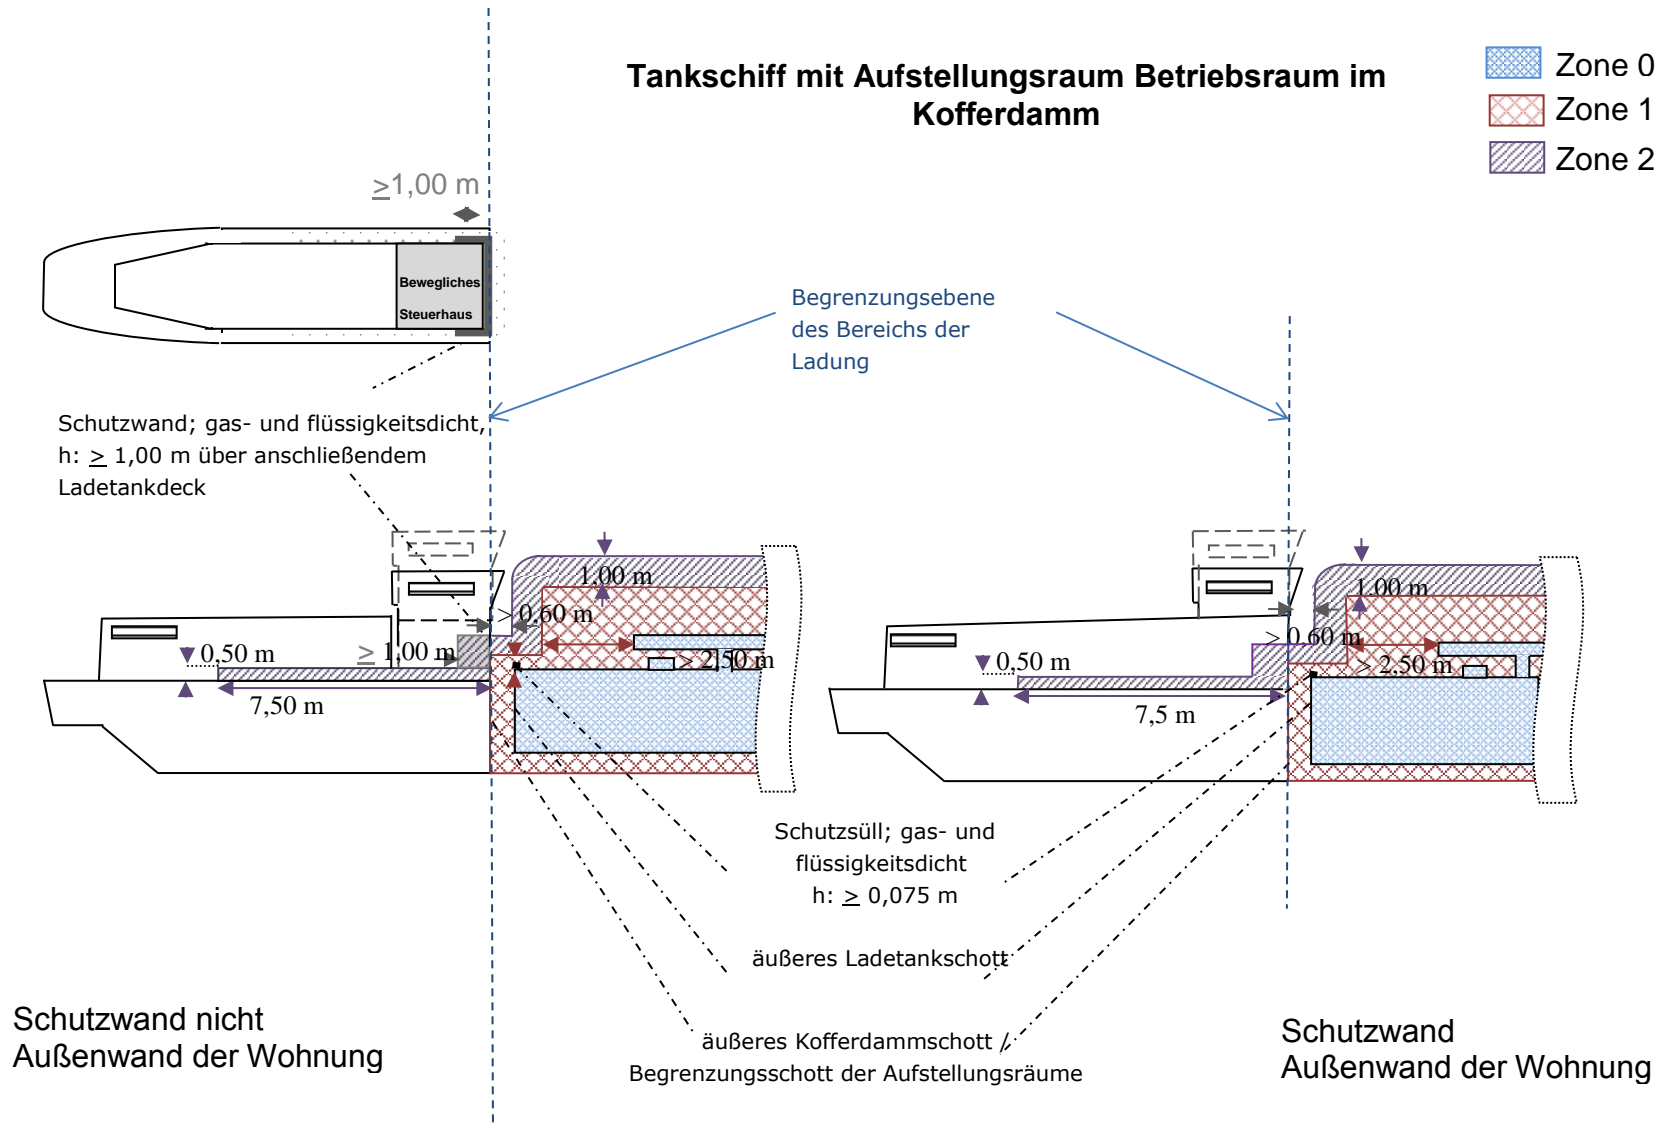 Tankschiff mit Aufstellungsraum Betriebsraum im
Kofferdamm
Zone 0
Zone 1
Zone 2
≥1,00 m
Bewegliches
Steuerhaus
Begrenzungsebene
des Bereichs der
Ladung
Schutzwand; gas- und flüssigkeitsdicht,
h: ≥ 1,00 m über anschließendem
Ladetankdeck
1,00 m
> 0,60 m
≥ 1,00 m
0,50 m
> 2,50 m
7,50 m
1,00 m
> 0,60 m
0,50 m
> 2,50 m
7,5 m
Schutzsüll; gas- und
flüssigkeitsdicht
h: ≥ 0,075 m
äußeres Ladetankschott
äußeres Kofferdammschott /
Begrenzungsschott der Aufstellungsräume
Schutzwand nicht
Außenwand der Wohnung
Schutzwand
Außenwand der Wohnung